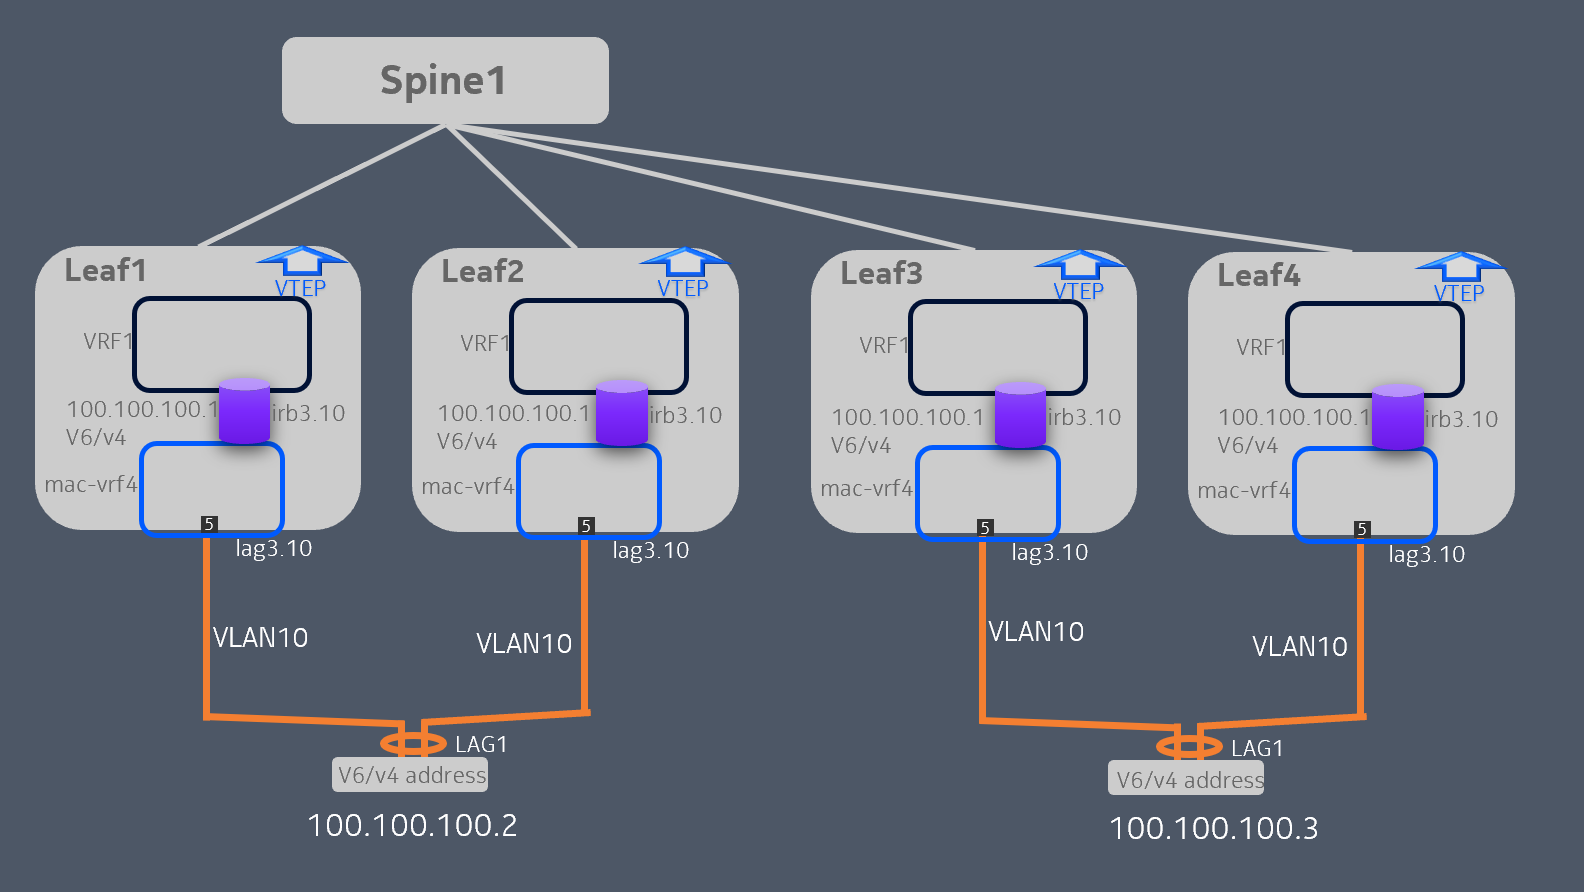 Spine1
Leaf1
VTEP
VRF1
100.100.100.1
irb3.10
V6/v4
mac-vrf4
5
lag3.10
Leaf2
VTEP
VRF1
100.100.100.1
irb3.10
V6/v4
mac-vrf4
5
lag3.10
Leaf3
VTEP
VRF1
100.100.100.1
irb3.10
V6/v4
mac-vrf4
5
lag3.10
Leaf4
VTEP
VRF1
100.100.100.1
irb3.10
V6/v4
mac-vrf4
5
lag3.10
VLAN10
VLAN10
VLAN10
VLAN10
LAG1
V6/v4 address
100.100.100.2
LAG1
V6/v4 address
100.100.100.3